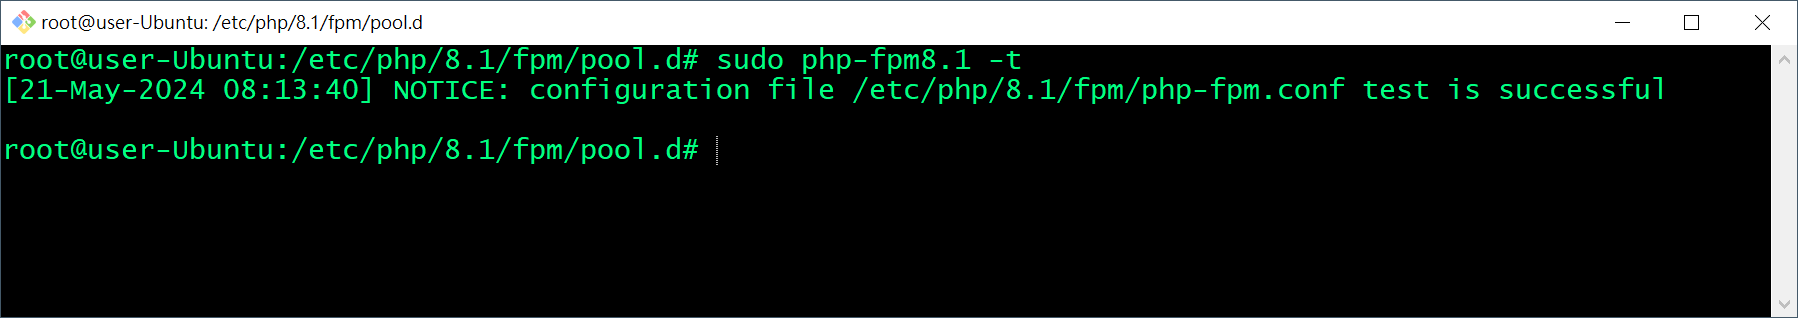 root@user-Ubuntu: /etc/php/8.1/fpm/pool.d
root@user-Ubuntu:/etc/php/8.1/fpm/pool.d# sudo php-fpm8.1 -t
[21-May-2024 08:13:40] NOTICE: configuration file /etc/php/8.1/fpm/php-fpm.conf test is successful
root@user-Ubuntu:/etc/php/8.1/fpm/pool.d#